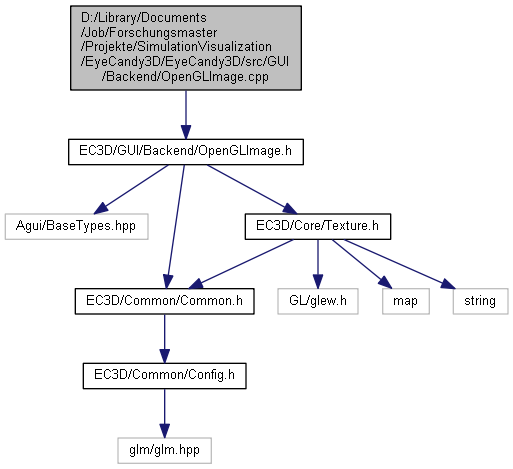 D:/Library/Documents
/Job/Forschungsmaster
/Projekte/SimulationVisualization
/EyeCandy3D/EyeCandy3D/src/GUI
/Backend/OpenGLImage.cpp
EC3D/GUI/Backend/OpenGLImage.h
Agui/BaseTypes.hpp
EC3D/Core/Texture.h
EC3D/Common/Common.h
GL/glew.h
map
string
EC3D/Common/Config.h
glm/glm.hpp